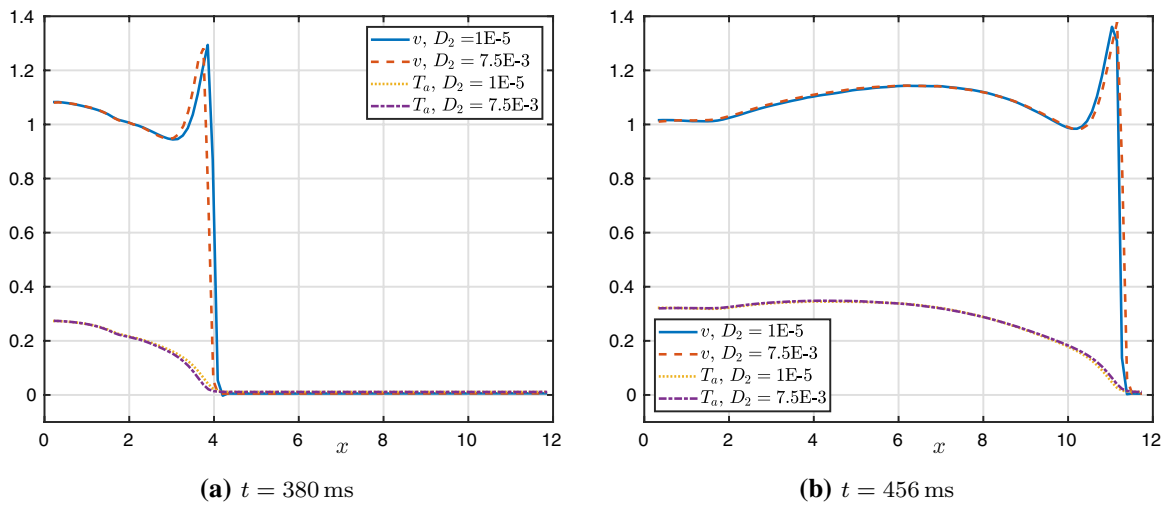 1.4
1.2
1
0.8
0.6
0.4
0.2
0
0 2 4 6 8 10 12
x
v, D₂ =1E-5
v, D₂ = 7.5E-3
Tₐ, D₂ = 1E-5
Tₐ, D₂ = 7.5E-3
(a) t = 380 ms
1.4
1.2
1
0.8
0.6
0.4
0.2
0
0 2 4 6 8 10 12
x
v, D₂ = 1E-5
v, D₂ = 7.5E-3
Tₐ, D₂ = 1E-5
Tₐ, D₂ = 7.5E-3
(b) t = 456 ms